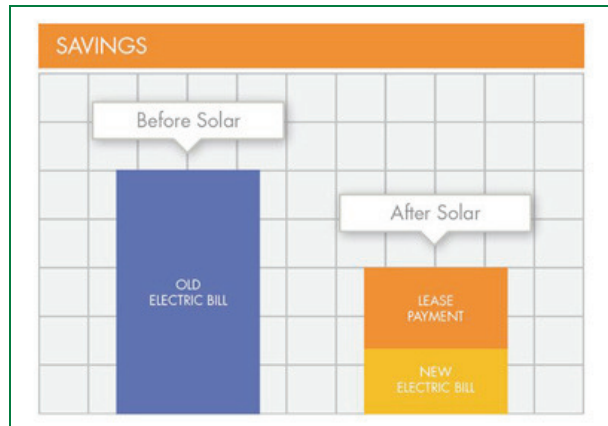 SAVINGS
Before Solar
After Solar
OLD
ELECTRIC BILL
LEASE
PAYMENT
NEW
ELECTRIC BILL